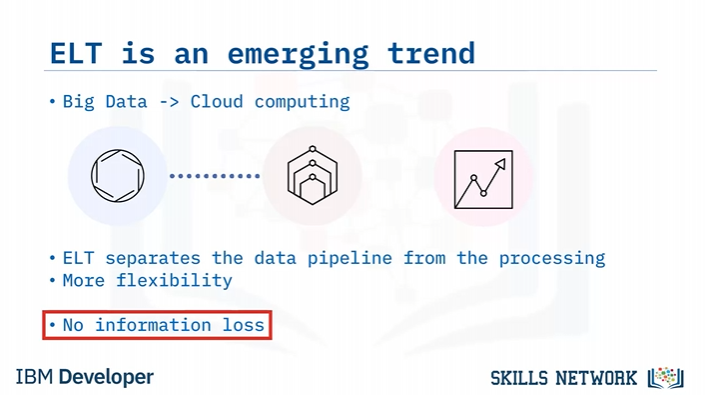 ELT is an emerging trend
• Big Data -> Cloud computing
• ELT separates the data pipeline from the processing
• More flexibility
• No information loss
IBM Developer
SKILLS NETWORK